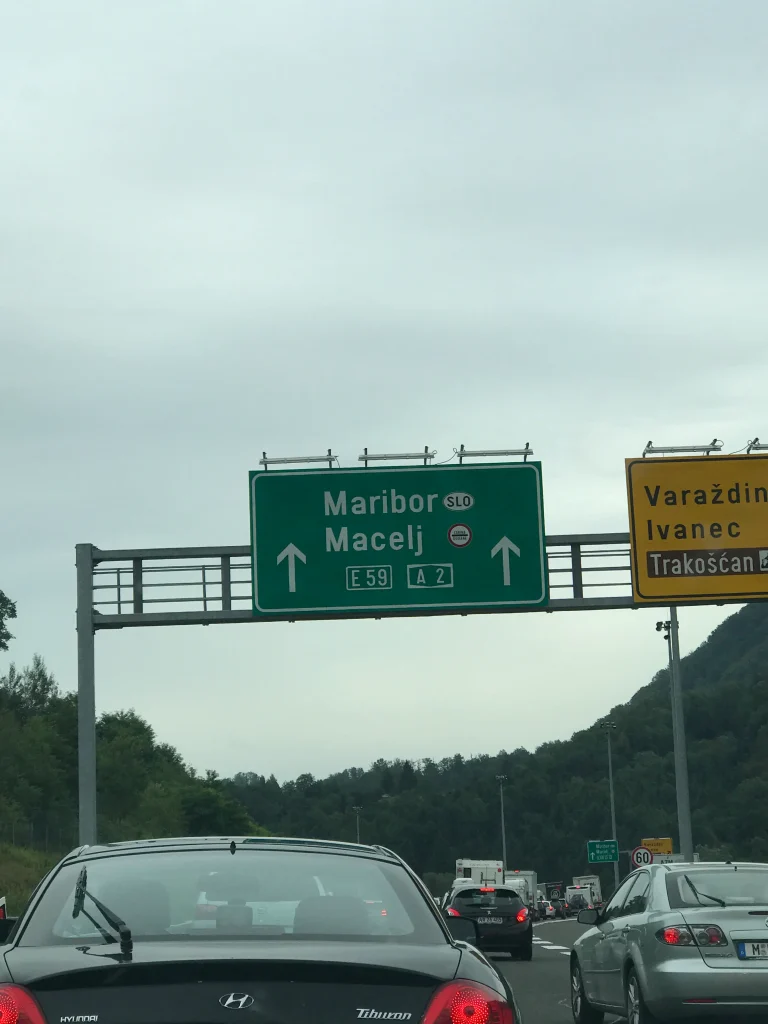 Maribor SLO
Macelj
E 59 A 2
Varaždin
Ivanec
Trakošćan
60
HYUNDAI
Tiburon
M